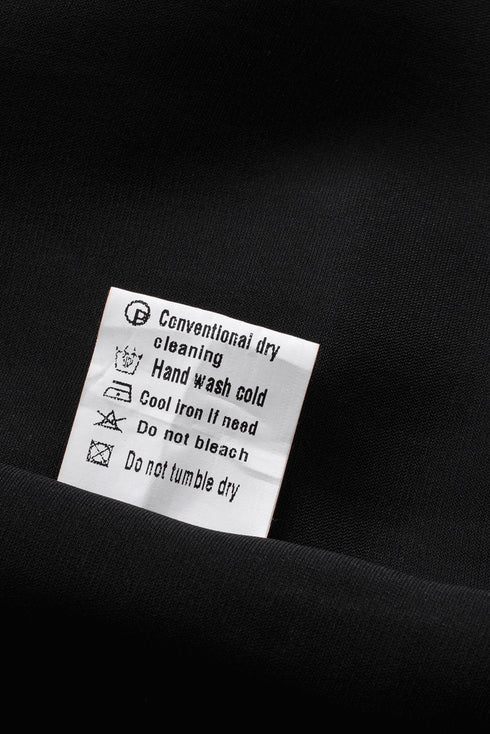 Conventional dry
cleaning
Hand wash cold
Cool iron If need
Do not bleach
Do not tumble dry